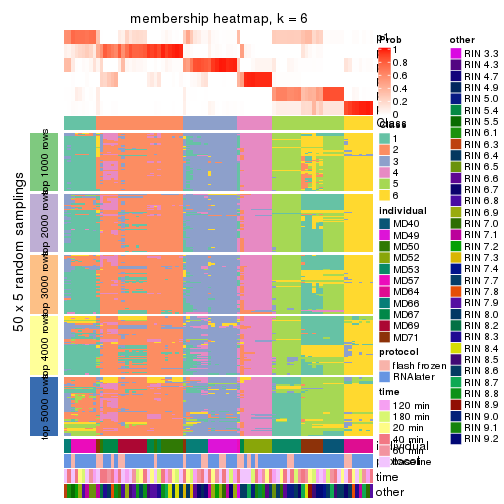 membership heatmap, k = 6
50 x 5 random samplings
top 1000 rows
top 2000 rows
top 3000 rows
top 4000 rows
top 5000 rows
Prob
1
0.8
0.6
0.4
0.2
0
Class
1
2
3
4
5
6
Individual
MD40
MD49
MD50
MD52
MD53
MD57
MD64
MD66
MD67
MD69
MD71
protocol
flash frozen
RNAlater
time
120 min
180 min
20 min
40 min
60 min
baseline
individual
protocol
time
other
other
RIN 3.3
RIN 4.3
RIN 4.7
RIN 4.9
RIN 5.0
RIN 5.4
RIN 5.5
RIN 6.1
RIN 6.3
RIN 6.4
RIN 6.5
RIN 6.6
RIN 6.7
RIN 6.8
RIN 6.9
RIN 7.0
RIN 7.1
RIN 7.2
RIN 7.3
RIN 7.4
RIN 7.7
RIN 7.8
RIN 7.9
RIN 8.0
RIN 8.2
RIN 8.3
RIN 8.4
RIN 8.5
RIN 8.6
RIN 8.7
RIN 8.8
RIN 8.9
RIN 9.0
RIN 9.1
RIN 9.2